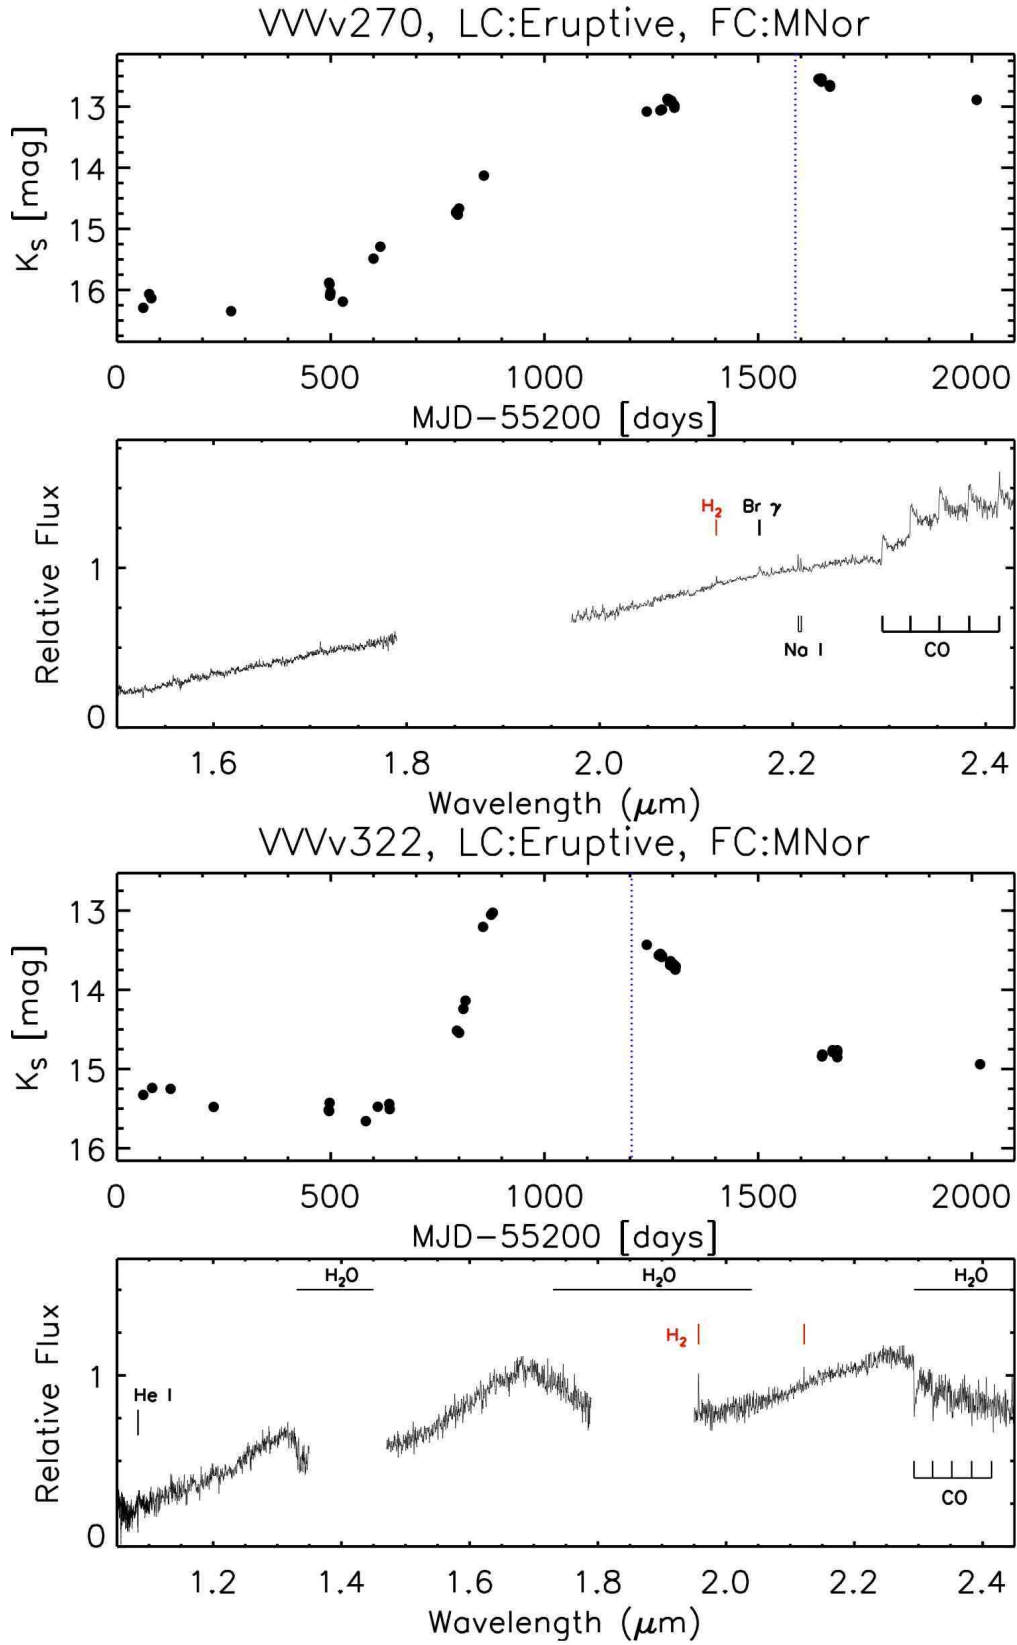 VVVv270, LC:Eruptive, FC:MNor
K_S [mag]
13
14
15
16
0 500 1000 1500 2000
MJD−55200 [days]
Relative Flux
1
0
H₂ Br γ
Na I CO
1.6 1.8 2.0 2.2 2.4
Wavelength (μm)
VVVv322, LC:Eruptive, FC:MNor
K_S [mag]
13
14
15
16
0 500 1000 1500 2000
MJD−55200 [days]
Relative Flux
1
0
H₂O H₂O H₂O
H₂
He I
CO
1.2 1.4 1.6 1.8 2.0 2.2 2.4
Wavelength (μm)